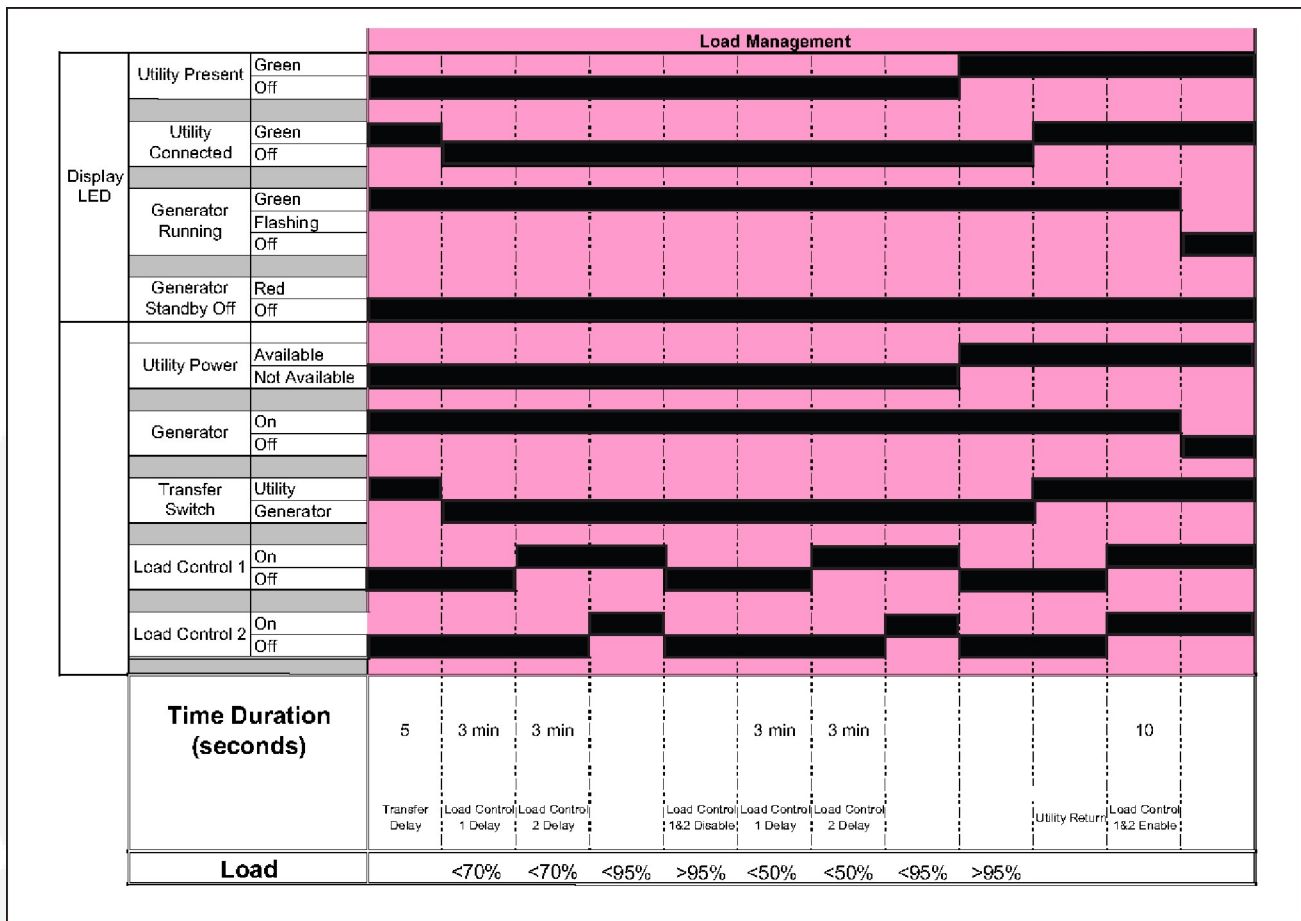 Load Management
Display
LED
Utility Present
Green
Off
Utility
Connected
Green
Off
Generator
Running
Green
Flashing
Off
Generator
Standby Off
Red
Off
Utility Power
Available
Not Available
Generator
On
Off
Transfer
Switch
Utility
Generator
Load Control 1
On
Off
Load Control 2
On
Off
Time Duration
(seconds)
5 3 min 3 min 3 min 3 min 10
Transfer
Delay
Load Control
1 Delay
Load Control
2 Delay
Load Control
1&2 Disable
Load Control
1 Delay
Load Control
2 Delay
Utility Return
Load Control
1&2 Enable
Load <70% <70% <95% >95% <50% <50% <95% >95%